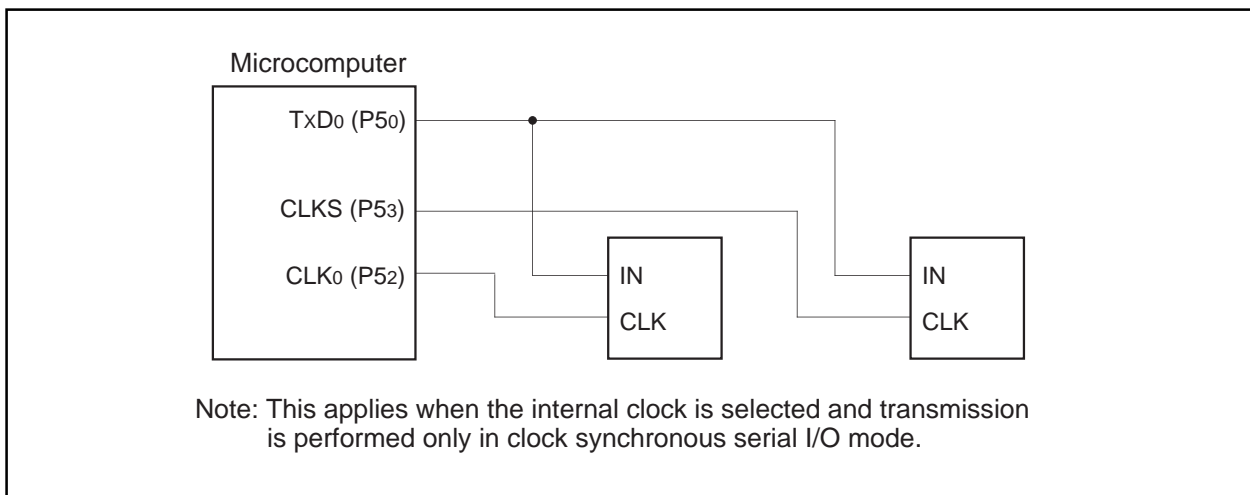 Microcomputer
TxD0 (P50)
CLKS (P53)
CLK0 (P52)
IN
CLK
IN
CLK
Note: This applies when the internal clock is selected and transmission
is performed only in clock synchronous serial I/O mode.